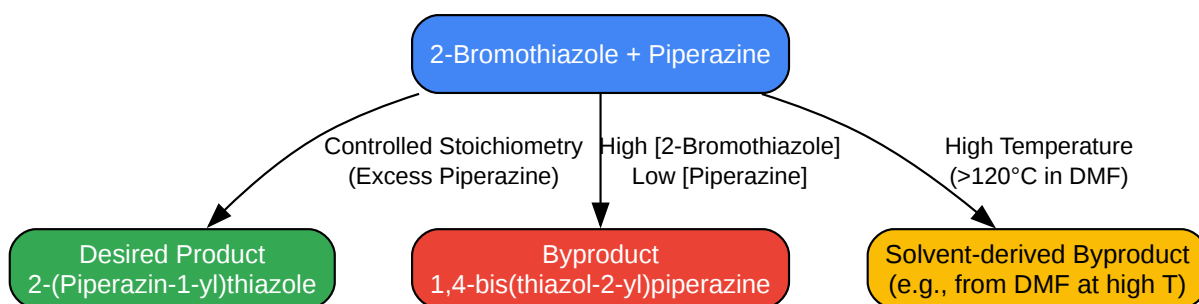 2-Bromothiazole + Piperazine
Controlled Stoichiometry
(Excess Piperazine)
High [2-Bromothiazole]
Low [Piperazine]
High Temperature
(>120°C in DMF)
Desired Product
2-(Piperazin-1-yl)thiazole
Byproduct
1,4-bis(thiazol-2-yl)piperazine
Solvent-derived Byproduct
(e.g., from DMF at high T)